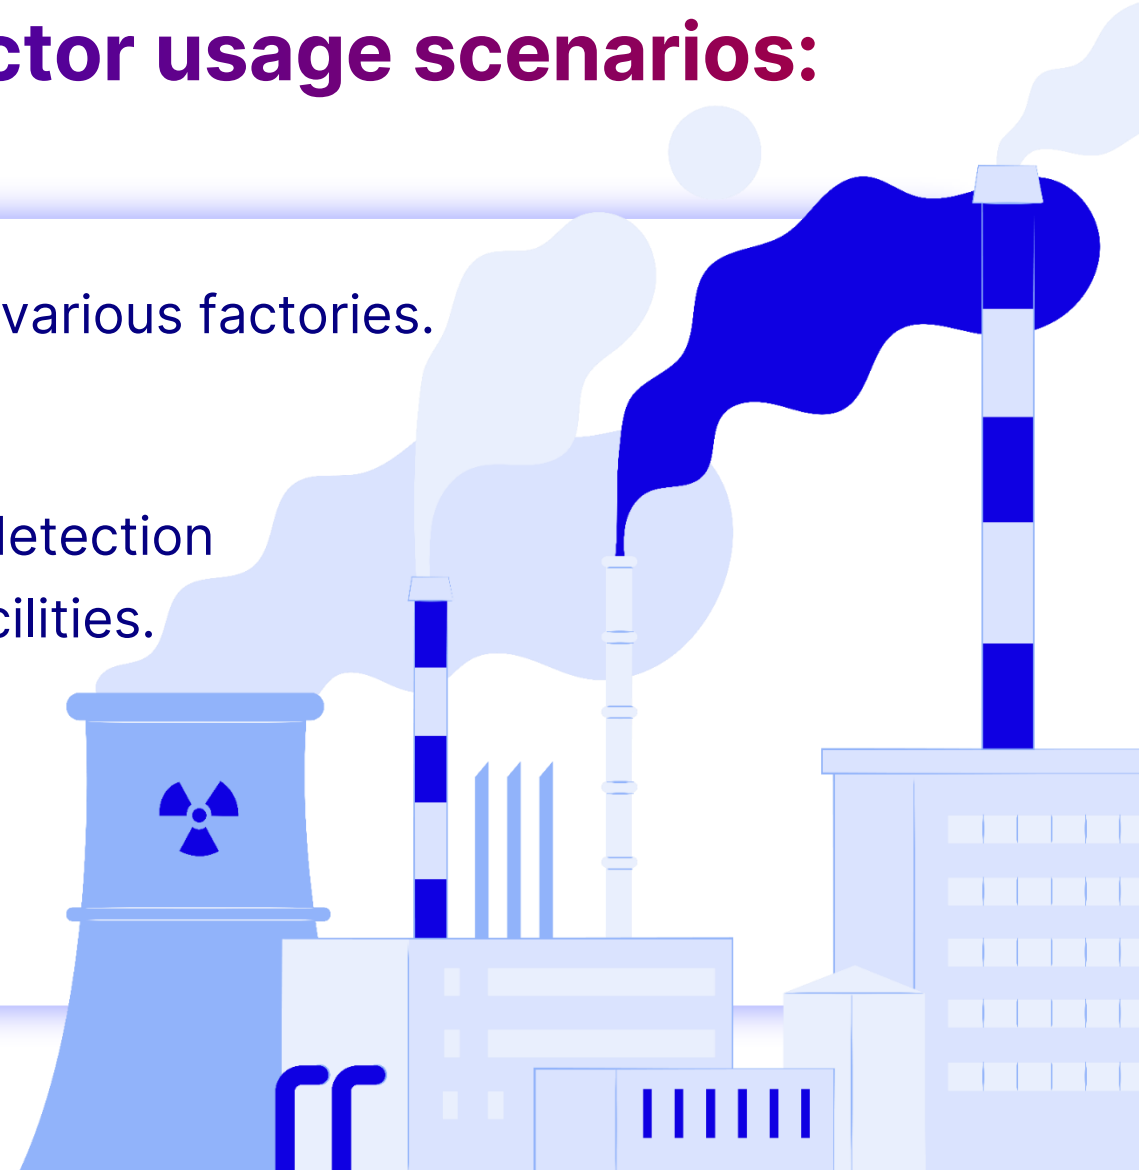 ctor usage scenarios:
various factories.
detection
cilities.